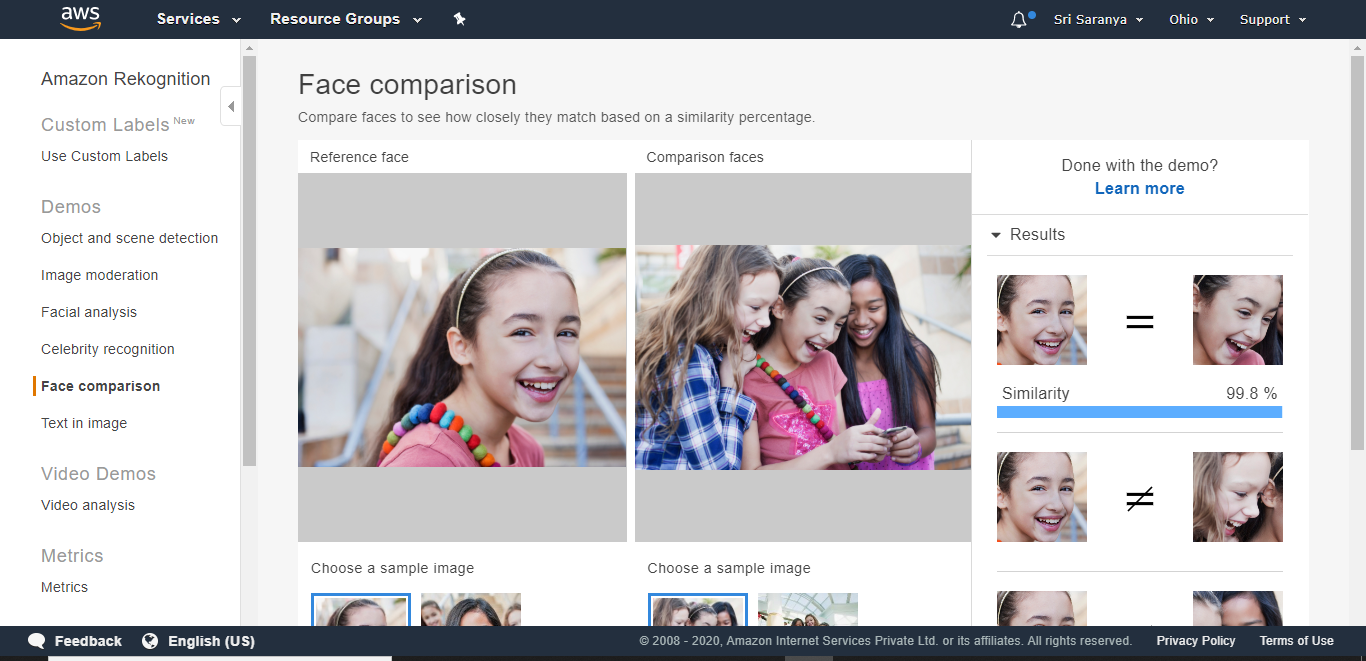 aws
Services
Resource Groups
Sri Saranya
Ohio
Support
Amazon Rekognition
Custom Labels New
Use Custom Labels
Demos
Object and scene detection
Image moderation
Facial analysis
Celebrity recognition
Face comparison
Text in image
Video Demos
Video analysis
Metrics
Metrics
Face comparison
Compare faces to see how closely they match based on a similarity percentage.
Reference face
Comparison faces
Choose a sample image
Choose a sample image
Done with the demo?
Learn more
Results
=
Similarity 99.8 %
≠
Feedback
English (US)
© 2008 - 2020, Amazon Internet Services Private Ltd. or its affiliates. All rights reserved.
Privacy Policy
Terms of Use